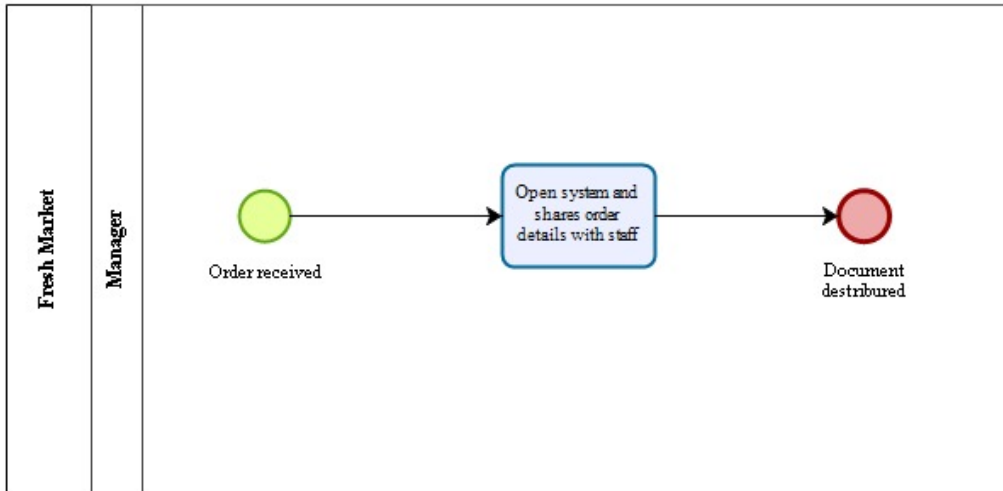 Fresh Market
Manager
Order received
Open system and
shares order
details with staff
Document
destribured